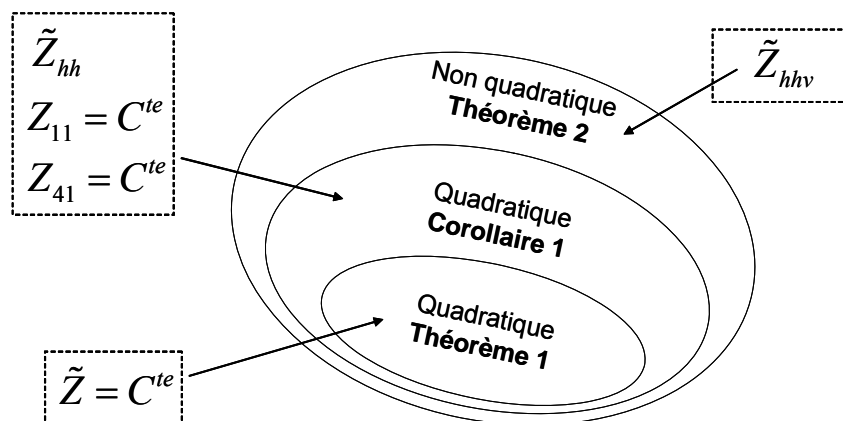 Z̃_hh
Z_11 = C^te
Z_41 = C^te
Z̃_hhv
Non quadratique
Théorème 2
Quadratique
Corollaire 1
Quadratique
Théorème 1
Z̃ = C^te